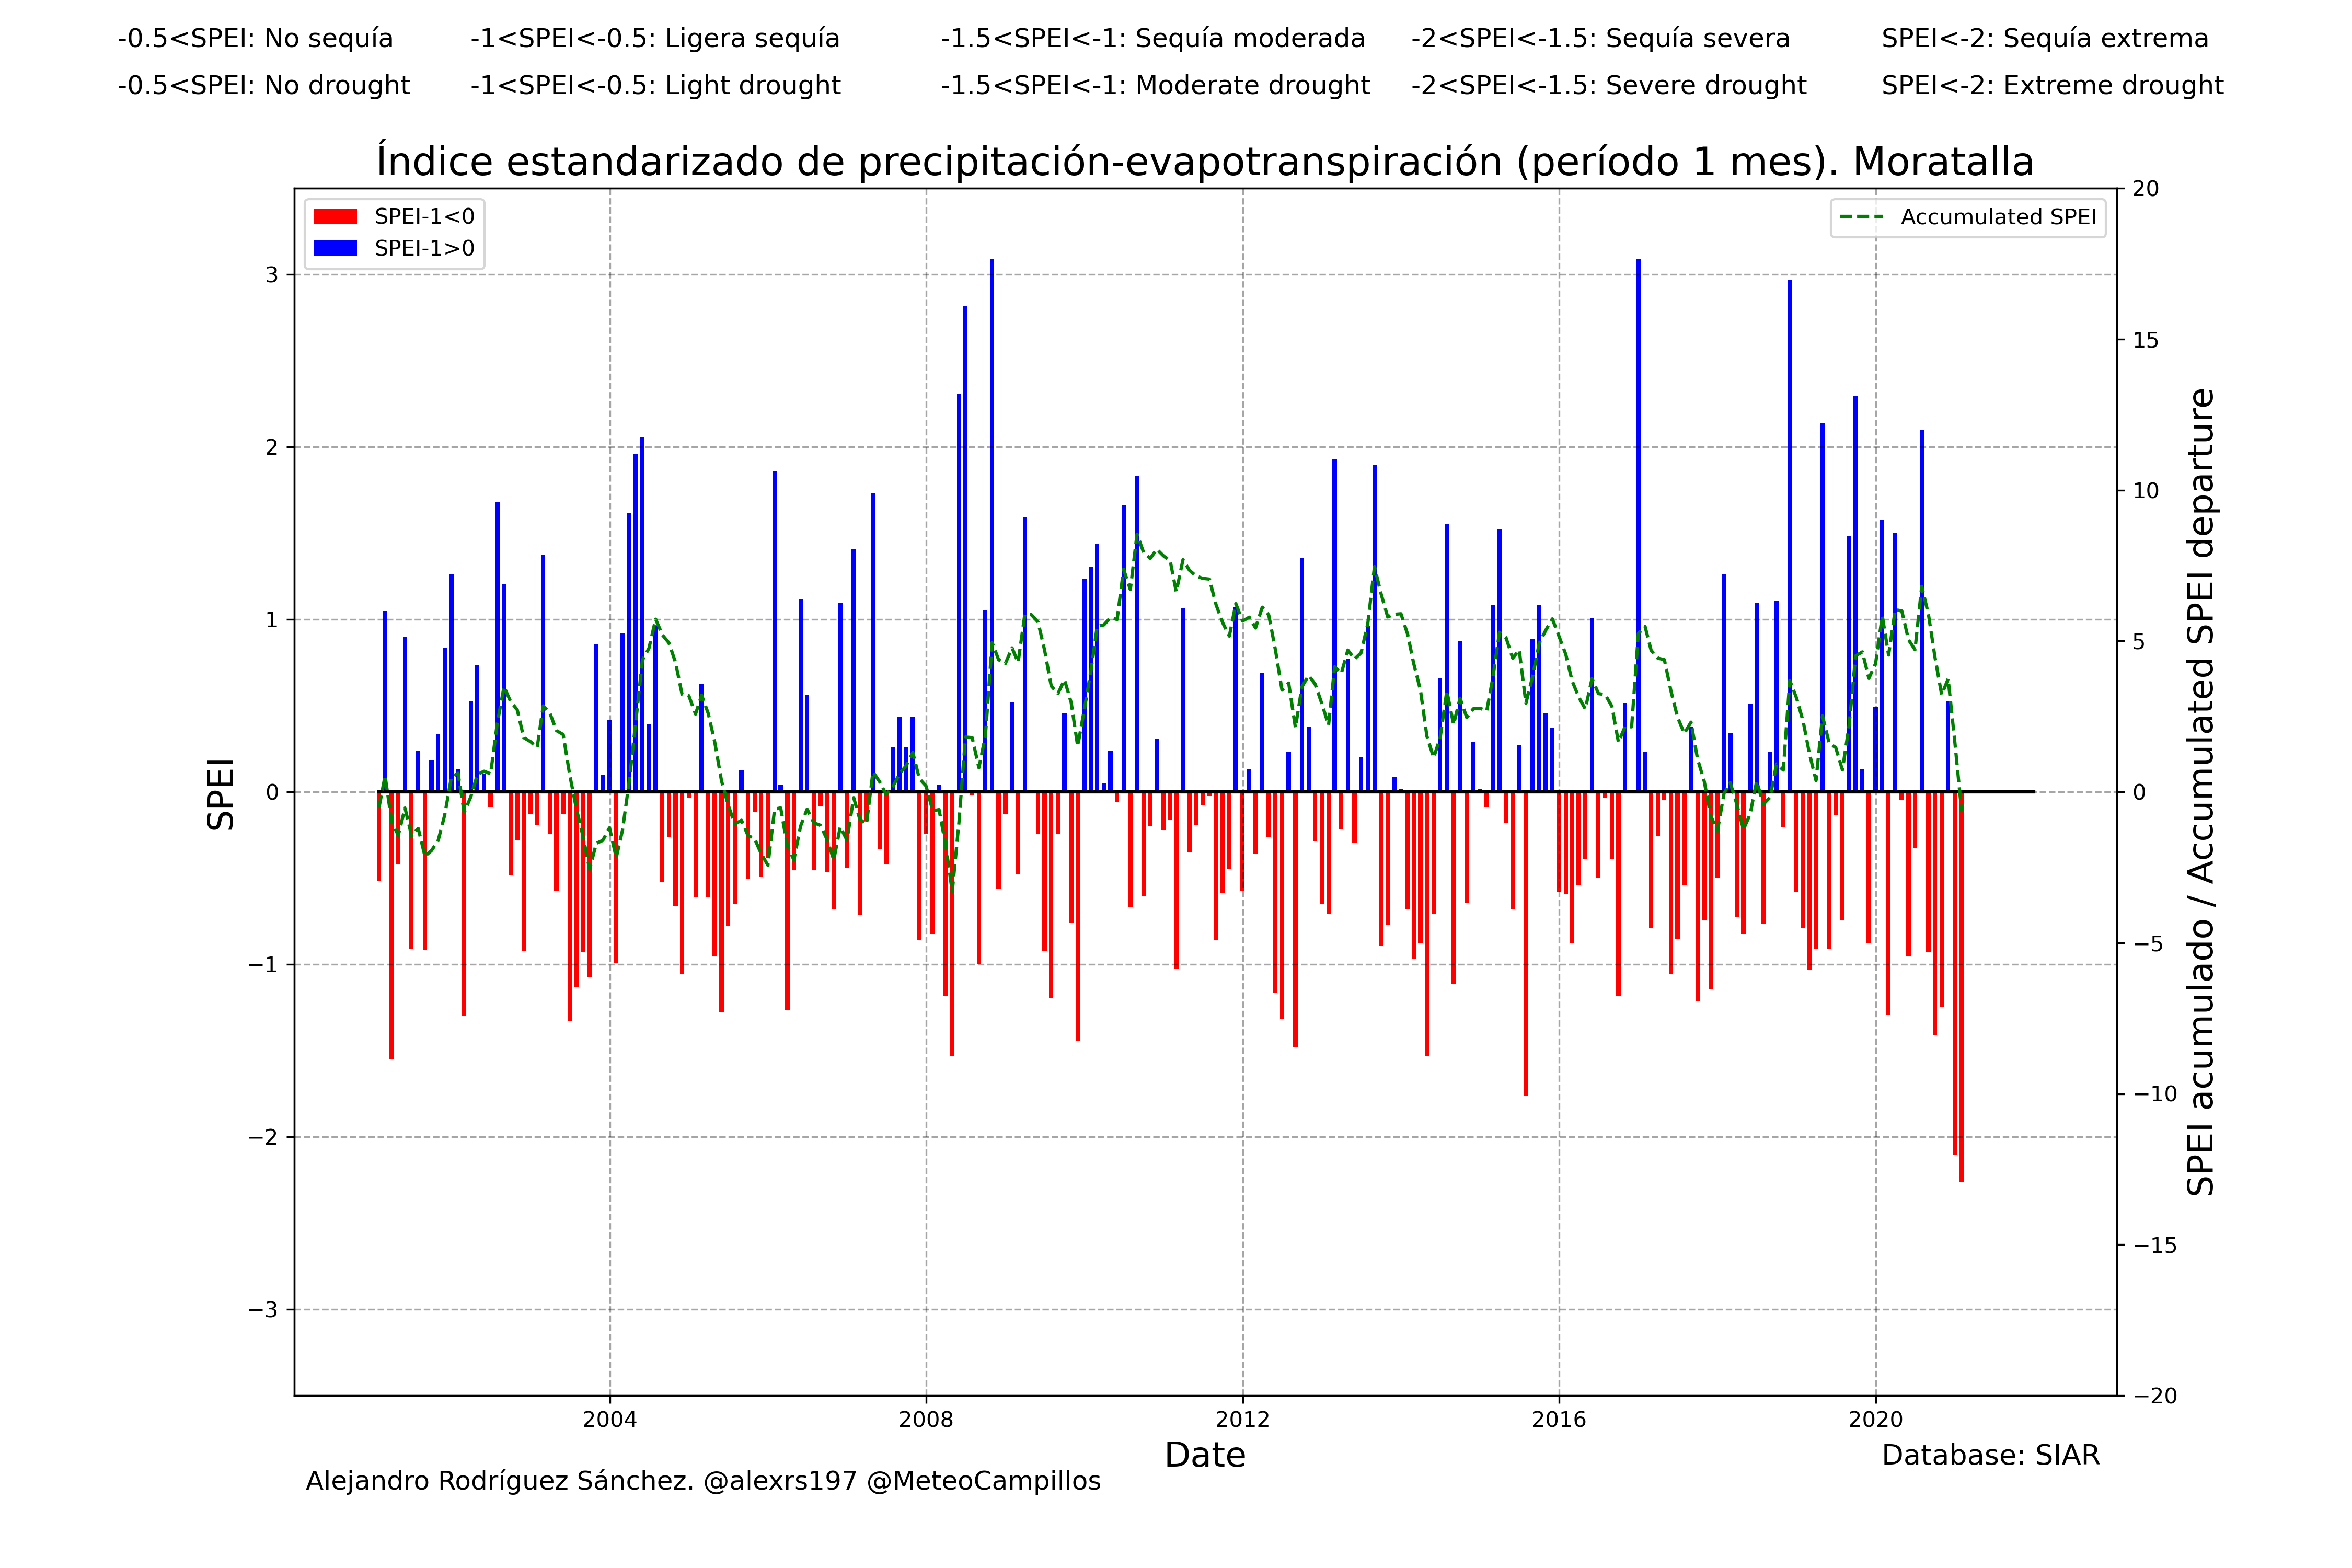 -0.5<SPEI: No sequía -1<SPEI<-0.5: Ligera sequía -1.5<SPEI<-1: Sequía moderada -2<SPEI<-1.5: Sequía severa SPEI<-2: Sequía extrema
-0.5<SPEI: No drought -1<SPEI<-0.5: Light drought -1.5<SPEI<-1: Moderate drought -2<SPEI<-1.5: Severe drought SPEI<-2: Extreme drought
Índice estandarizado de precipitación-evapotranspiración (período 1 mes). Moratalla
SPEI-1<0
SPEI-1>0
Accumulated SPEI
SPEI
3
2
1
0
−1
−2
−3
20
15
10
5
0
−5
−10
−15
−20
SPEI acumulado / Accumulated SPEI departure
2004 2008 2012 2016 2020
Date
Database: SIAR
Alejandro Rodríguez Sánchez. @alexrs197 @MeteoCampillos